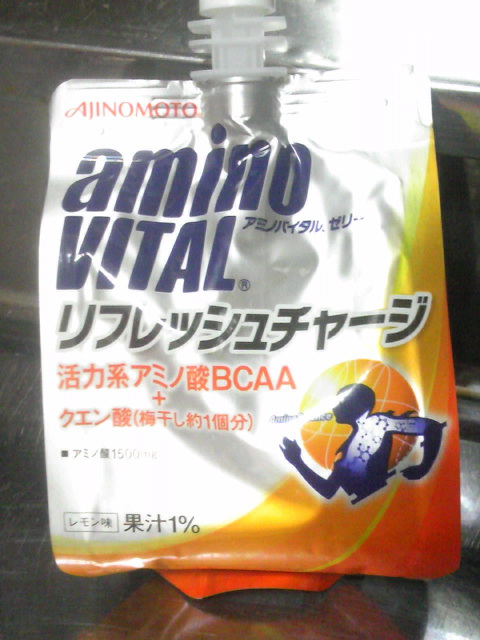 AJINOMOTO
amino
VITAL®
アミノバイタル ゼリー
リフレッシュチャージ
活力系アミノ酸BCAA
+
クエン酸(梅干し約1個分)
■アミノ酸1500mg
レモン味 果汁1%